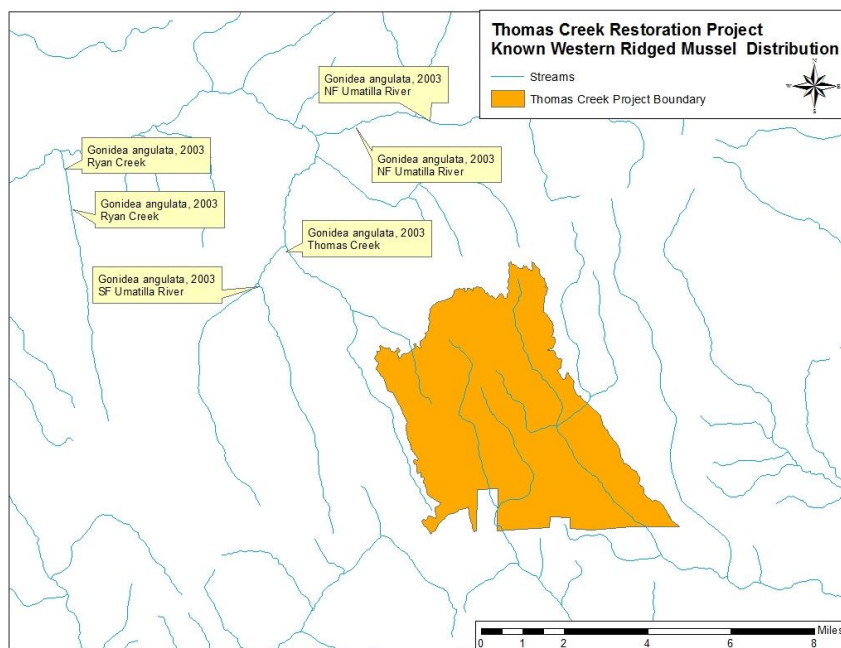 Thomas Creek Restoration Project
Known Western Ridged Mussel Distribution
Streams
Thomas Creek Project Boundary
N
W
E
S
Gonidea angulata, 2003
NF Umatilla River
Gonidea angulata, 2003
Ryan Creek
Gonidea angulata, 2003
NF Umatilla River
Gonidea angulata, 2003
Ryan Creek
Gonidea angulata, 2003
Thomas Creek
Gonidea angulata, 2003
SF Umatilla River
Miles
0 1 2 4 6 8